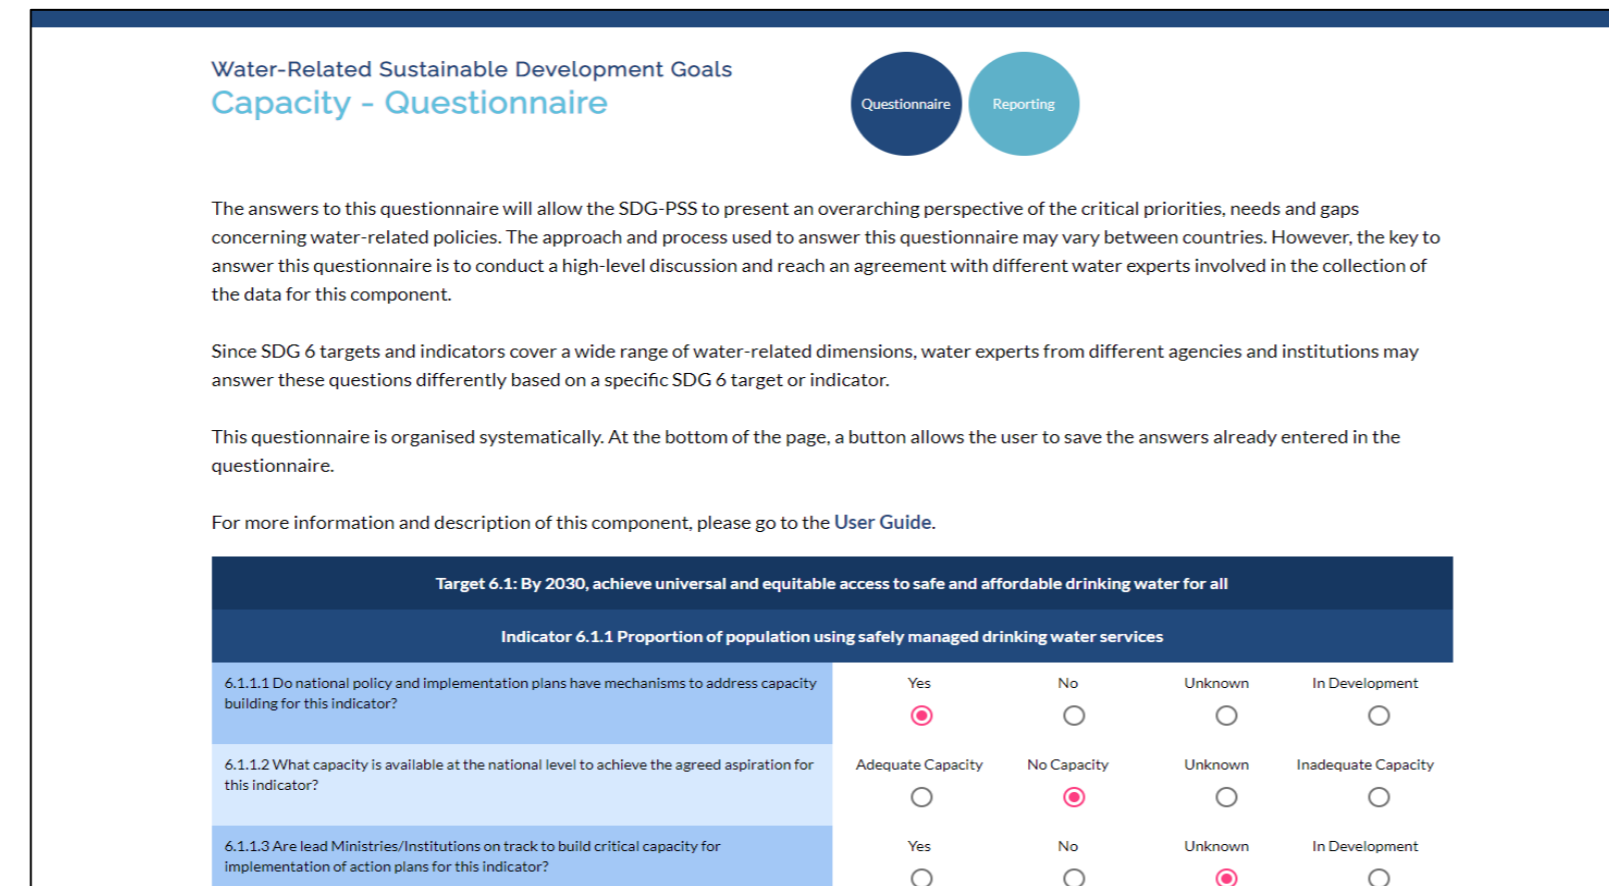 Water-Related Sustainable Development Goals
Capacity - Questionnaire
Questionnaire
Reporting
The answers to this questionnaire will allow the SDG-PSS to present an overarching perspective of the critical priorities, needs and gaps
concerning water-related policies. The approach and process used to answer this questionnaire may vary between countries. However, the key to
answer this questionnaire is to conduct a high-level discussion and reach an agreement with different water experts involved in the collection of
the data for this component.
Since SDG 6 targets and indicators cover a wide range of water-related dimensions, water experts from different agencies and institutions may
answer these questions differently based on a specific SDG 6 target or indicator.
This questionnaire is organised systematically. At the bottom of the page, a button allows the user to save the answers already entered in the
questionnaire.
For more information and description of this component, please go to the User Guide.
Target 6.1: By 2030, achieve universal and equitable access to safe and affordable drinking water for all
Indicator 6.1.1 Proportion of population using safely managed drinking water services
6.1.1.1 Do national policy and implementation plans have mechanisms to address capacity
building for this indicator?
Yes No Unknown In Development
6.1.1.2 What capacity is available at the national level to achieve the agreed aspiration for
this indicator?
Adequate Capacity No Capacity Unknown Inadequate Capacity
6.1.1.3 Are lead Ministries/Institutions on track to build critical capacity for
implementation of action plans for this indicator?
Yes No Unknown In Development